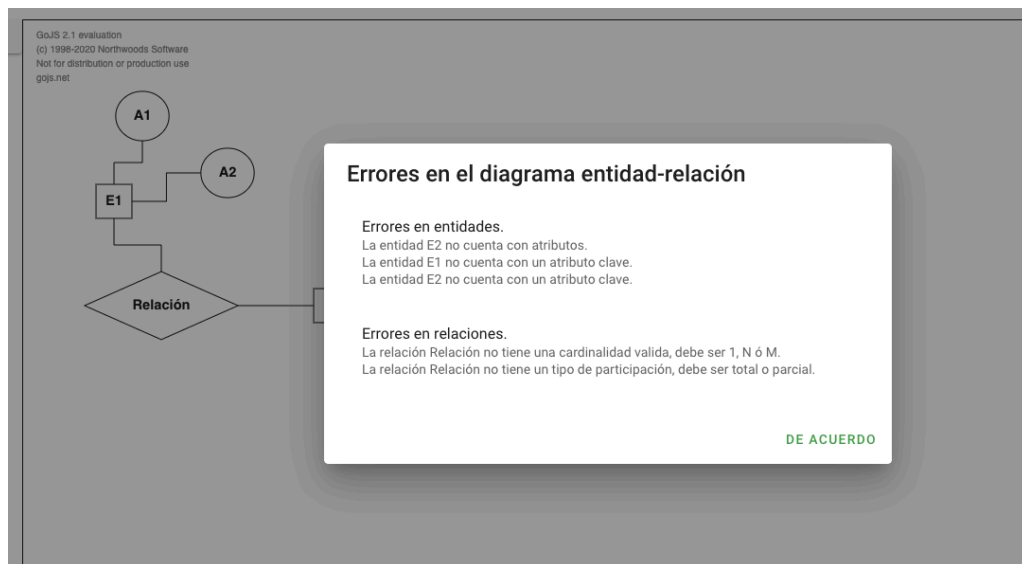 GoJS 2.1 evaluation
(c) 1998-2020 Northwoods Software
Not for distribution or production use
gojs.net
A1
A2
E1
Relación
Errores en el diagrama entidad-relación
Errores en entidades.
La entidad E2 no cuenta con atributos.
La entidad E1 no cuenta con un atributo clave.
La entidad E2 no cuenta con un atributo clave.
Errores en relaciones.
La relación Relación no tiene una cardinalidad valida, debe ser 1, N ó M.
La relación Relación no tiene un tipo de participación, debe ser total o parcial.
DE ACUERDO